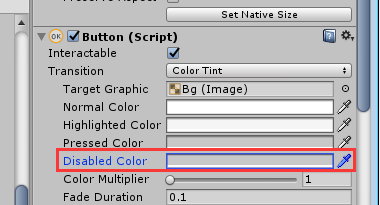 Set Native Size
OK Button (Script)
Interactable
Transition Color Tint
Target Graphic Bg (Image)
Normal Color
Highlighted Color
Pressed Color
Disabled Color
Color Multiplier 1
Fade Duration 0.1